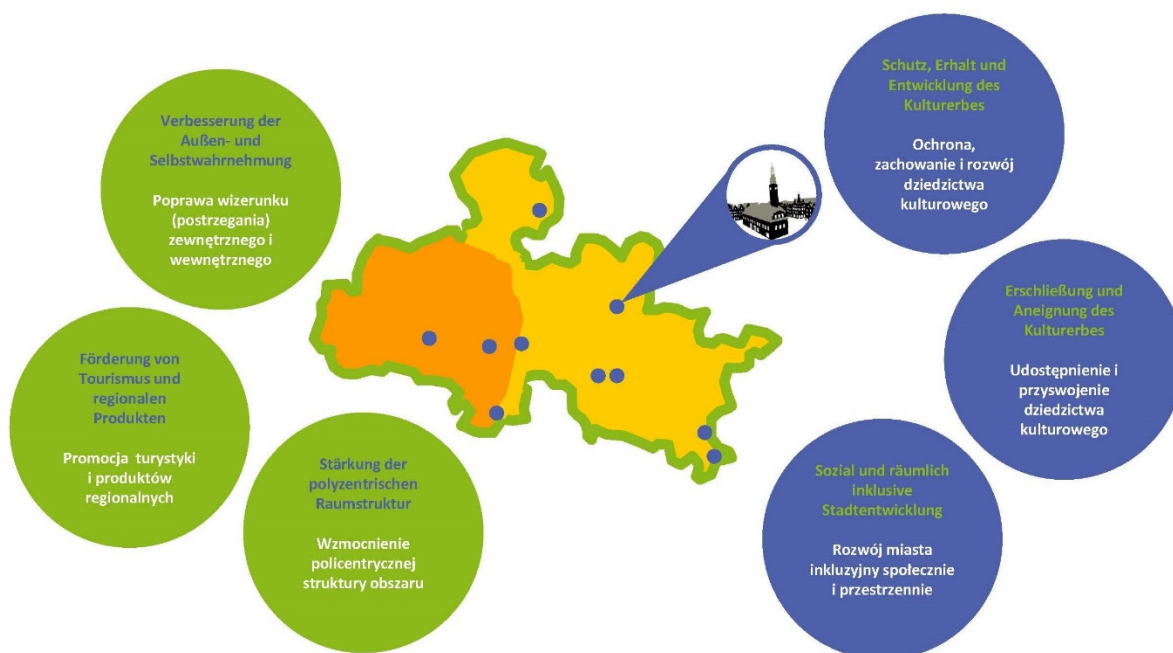 Verbesserung der
Außen- und
Selbstwahrnehmung
Poprawa wizerunku
(postrzegania)
zewnętrznego i
wewnętrznego
Förderung von
Tourismus und
regionalen
Produkten
Promocja turystyki
i produktów
regionalnych
Stärkung der
polyzentrischen
Raumstruktur
Wzmocnienie
policentrycznej
struktury obszaru
Schutz, Erhalt und
Entwicklung des
Kulturerbes
Ochrona,
zachowanie i rozwój
dziedzictwa
kulturowego
Erschließung und
Aneignung des
Kulturerbes
Udostępnienie i
przyswojenie
dziedzictwa
kulturowego
Sozial und räumlich
inklusive
Stadtentwicklung
Rozwój miasta
inkluzyjny społecznie
i przestrzennie